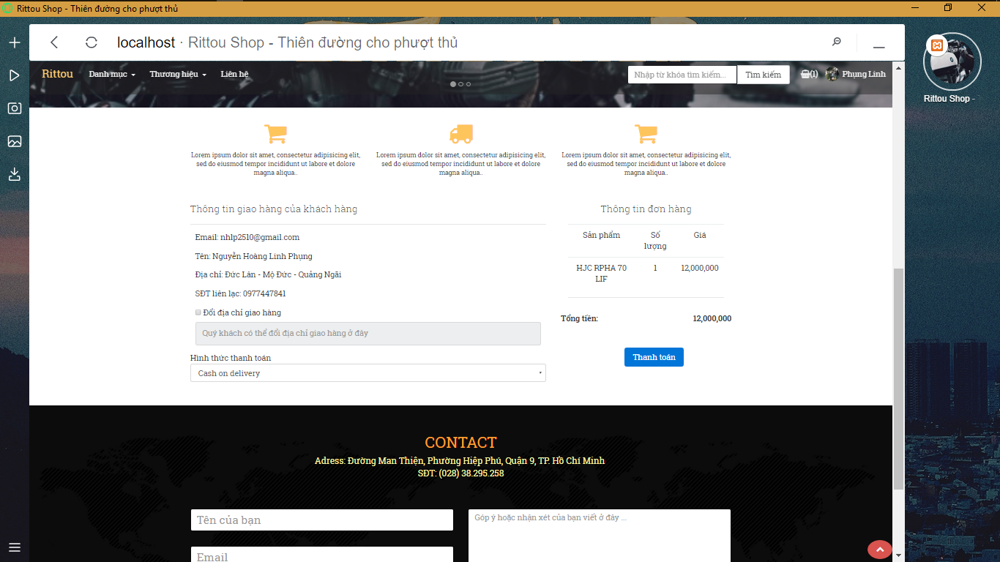 Rittou Shop - Thiên đường cho phượt thủ
localhost · Rittou Shop - Thiên đường cho phượt thủ
Rittou Danh mục Thương hiệu Liên hệ Nhập từ khóa tìm kiếm... Tìm kiếm (1) Phụng Linh
Rittou Shop -
Lorem ipsum dolor sit amet, consectetur adipisicing elit,
sed do eiusmod tempor incididunt ut labore et dolore
magna aliqua..
Lorem ipsum dolor sit amet, consectetur adipisicing elit,
sed do eiusmod tempor incididunt ut labore et dolore
magna aliqua..
Lorem ipsum dolor sit amet, consectetur adipisicing elit,
sed do eiusmod tempor incididunt ut labore et dolore
magna aliqua..
Thông tin giao hàng của khách hàng
Email: nhlp2510@gmail.com
Tên: Nguyễn Hoàng Linh Phụng
Địa chỉ: Đức Lân - Mộ Đức - Quảng Ngãi
SĐT liên lạc: 0977447841
Đổi địa chỉ giao hàng
Quý khách có thể đổi địa chỉ giao hàng ở đây
Hình thức thanh toán
Cash on delivery
Thông tin đơn hàng
Sản phẩm Số Giá
lượng
HJC RPHA 70 1 12,000,000
LIF
Tổng tiền: 12,000,000
Thanh toán
CONTACT
Adress: Đường Man Thiện, Phường Hiệp Phú, Quận 9, TP. Hồ Chí Minh
SĐT: (028) 38.295.258
Tên của bạn
Email
Góp ý hoặc nhận xét của bạn viết ở đây ...